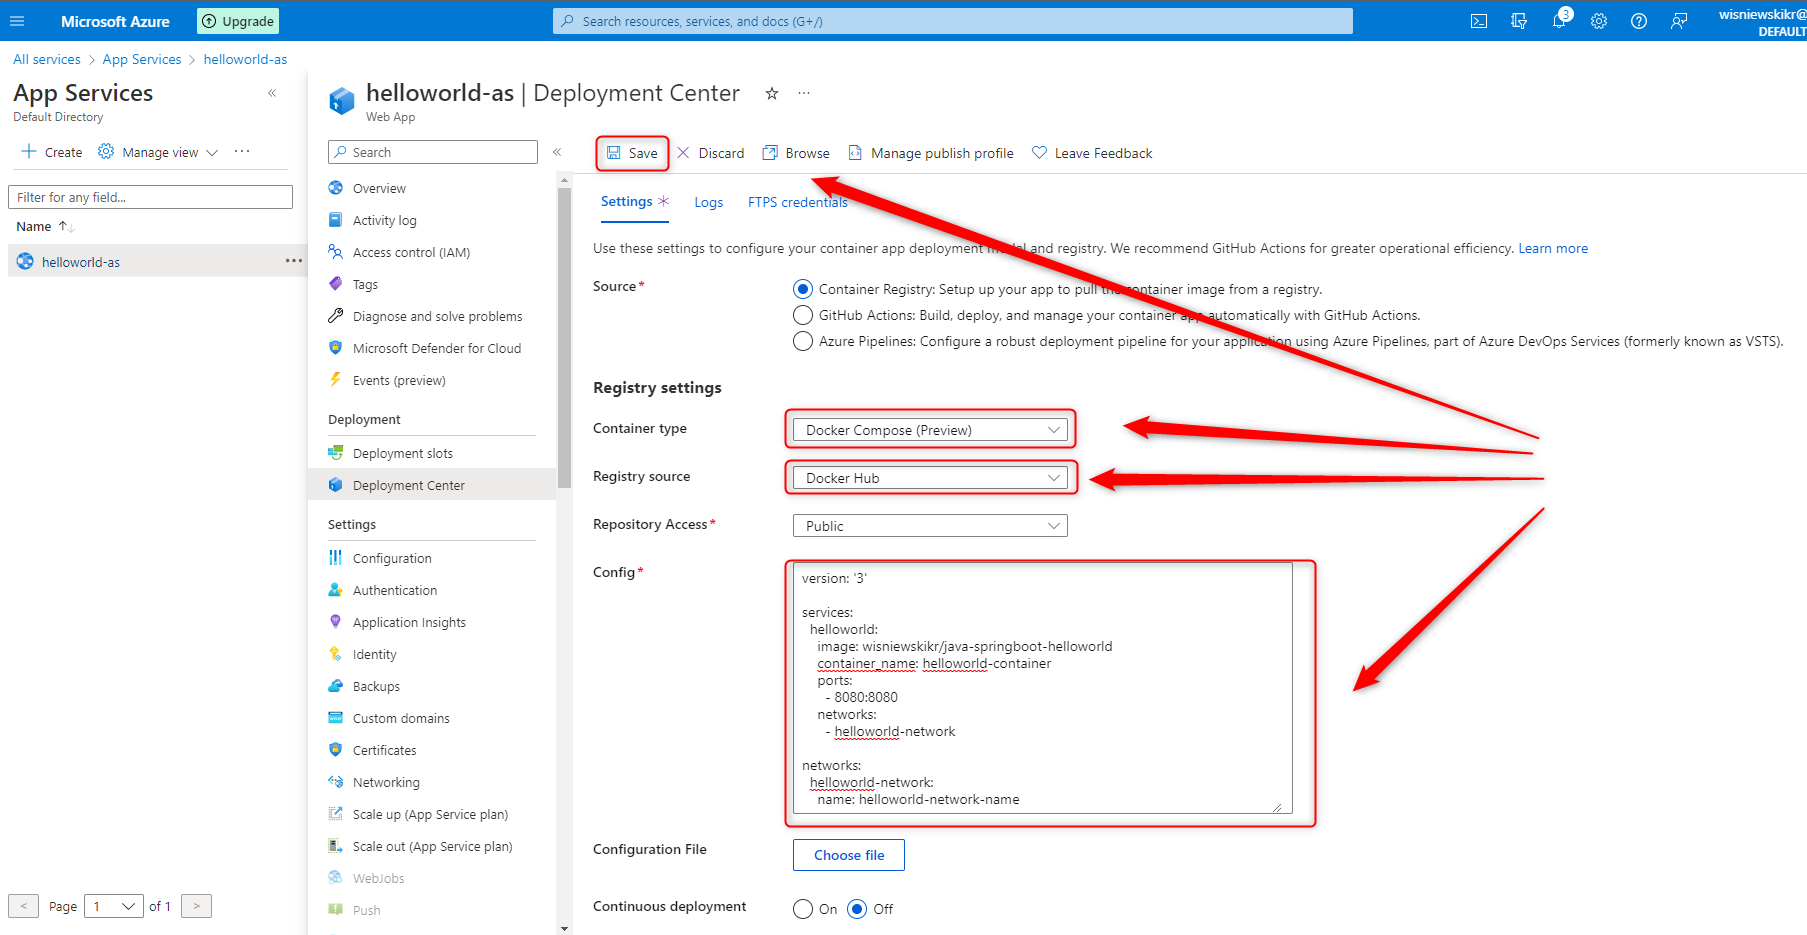 Microsoft Azure
Upgrade
Search resources, services, and docs (G+/)
3
wisniewskikr@
DEFAULT
All services > App Services > helloworld-as
App Services
Default Directory
Create
Manage view
Filter for any field...
Name
helloworld-as
< Page 1 of 1 >
helloworld-as | Deployment Center
Web App
Search
Overview
Activity log
Access control (IAM)
Tags
Diagnose and solve problems
Microsoft Defender for Cloud
Events (preview)
Deployment
Deployment slots
Deployment Center
Settings
Configuration
Authentication
Application Insights
Identity
Backups
Custom domains
Certificates
Networking
Scale up (App Service plan)
Scale out (App Service plan)
WebJobs
Push
Save
Discard
Browse
Manage publish profile
Leave Feedback
Settings
Logs
FTPS credentials
Use these settings to configure your container app deployment model and registry. We recommend GitHub Actions for greater operational efficiency. Learn more
Source*
Container Registry: Setup up your app to pull the container image from a registry.
GitHub Actions: Build, deploy, and manage your container app automatically with GitHub Actions.
Azure Pipelines: Configure a robust deployment pipeline for your application using Azure Pipelines, part of Azure DevOps Services (formerly known as VSTS).
Registry settings
Container type
Docker Compose (Preview)
Registry source
Docker Hub
Repository Access*
Public
Config*
version: '3'
services:
helloworld:
image: wisniewskikr/java-springboot-helloworld
container_name: helloworld-container
ports:
- 8080:8080
networks:
- helloworld-network
networks:
helloworld-network:
name: helloworld-network-name
Configuration File
Choose file
Continuous deployment
On
Off